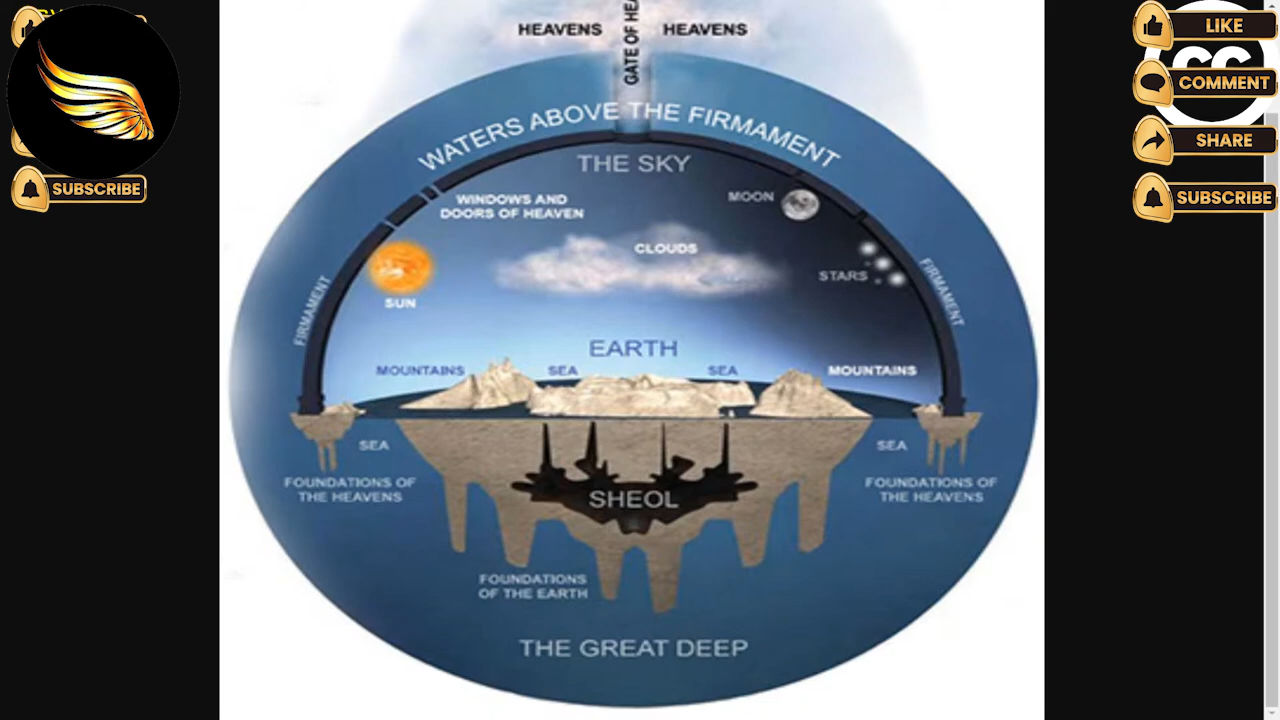 HEAVENS
HEAVENS
GATE OF
WATERS ABOVE THE FIRMAMENT
THE SKY
WINDOWS AND
DOORS OF HEAVEN
MOON
CLOUDS
STARS
SUN
FIRMAMENT
FIRMAMENT
EARTH
MOUNTAINS
SEA
SEA
MOUNTAINS
SEA
SEA
FOUNDATIONS OF
THE HEAVENS
FOUNDATIONS OF
THE HEAVENS
SHEOL
FOUNDATIONS
OF THE EARTH
THE GREAT DEEP
SUBSCRIBE
LIKE
COMMENT
SHARE
SUBSCRIBE